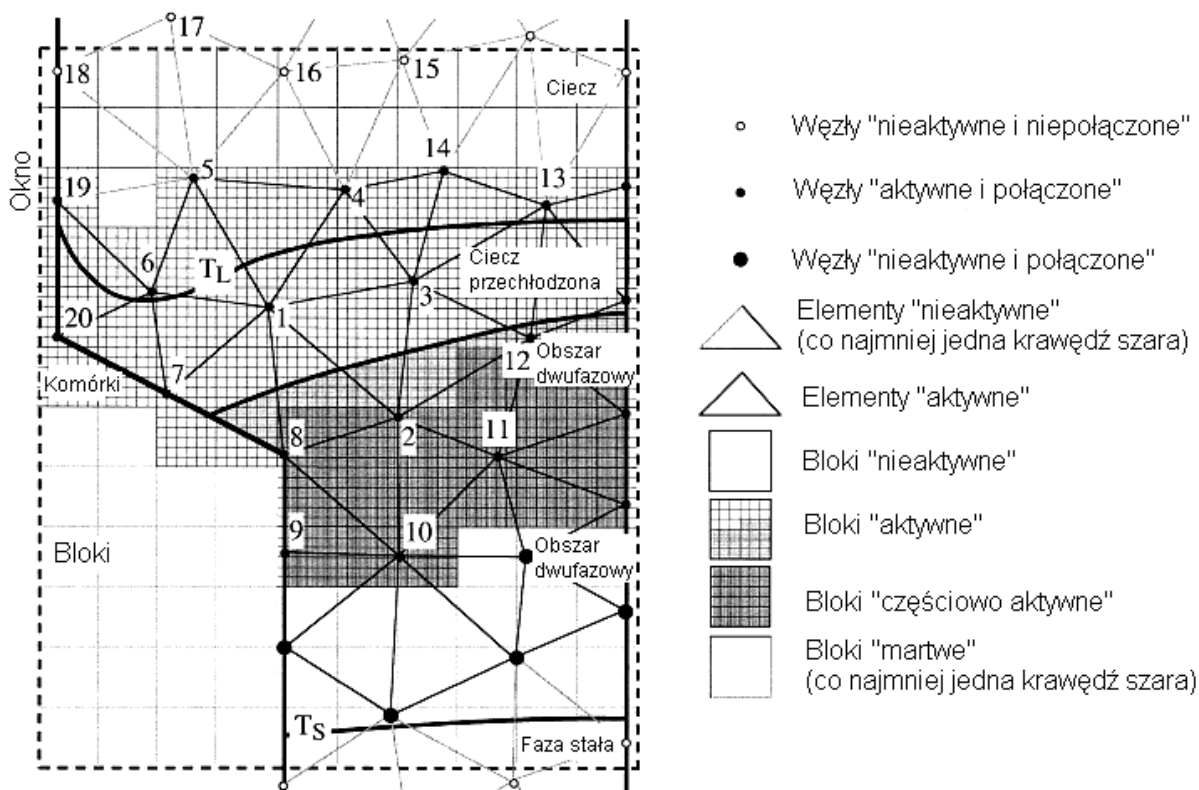 17
18
16
15
Ciecz
Okno
19
5
4
14
13
6
T_L
Ciecz
przechłodzona
3
20
1
7
12
Obszar
dwufazowy
Komórki
8
2
11
9
10
Bloki
Obszar
dwufazowy
T_S
Faza stała
Węzły "nieaktywne i niepołączone"
Węzły "aktywne i połączone"
Węzły "nieaktywne i połączone"
Elementy "nieaktywne"
(co najmniej jedna krawędź szara)
Elementy "aktywne"
Bloki "nieaktywne"
Bloki "aktywne"
Bloki "częściowo aktywne"
Bloki "martwe"
(co najmniej jedna krawędź szara)